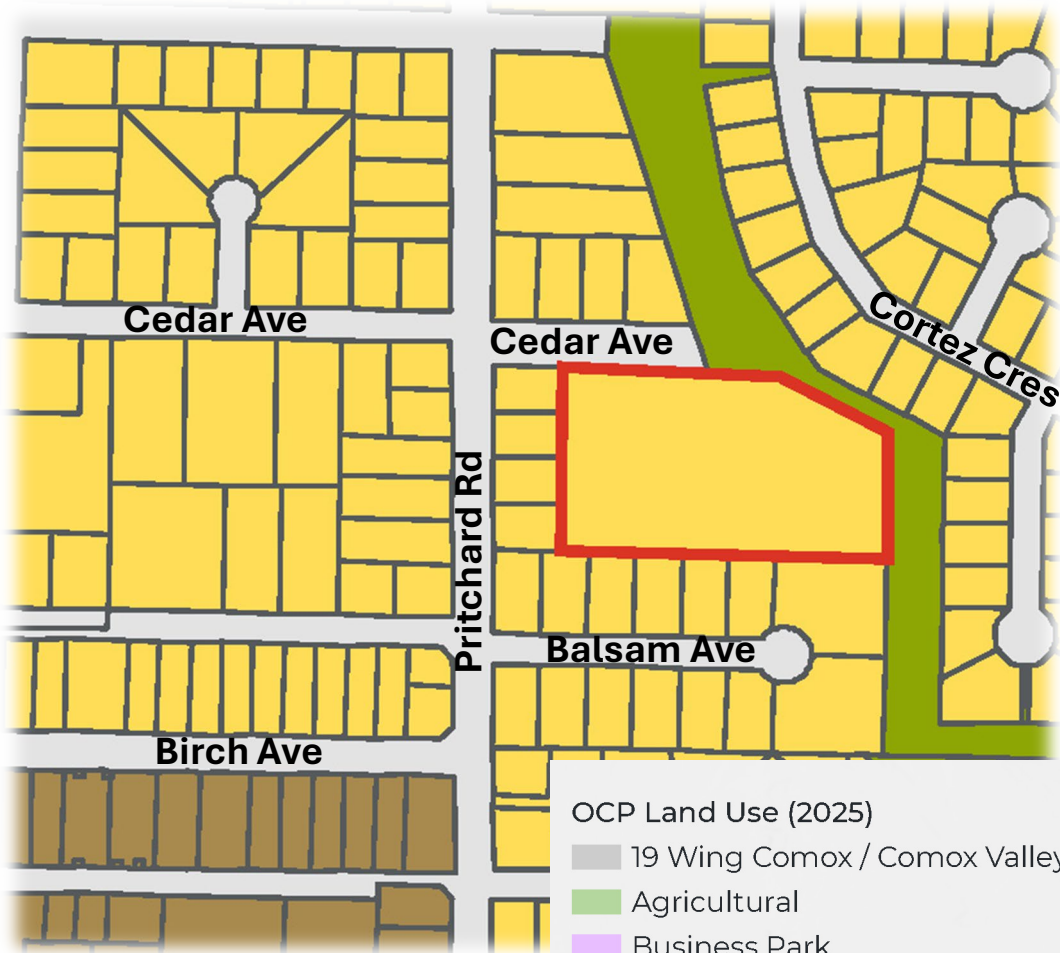 Cedar Ave
Cedar Ave
Cortez Cres
Pritchard Rd
Balsam Ave
Birch Ave
OCP Land Use (2025)
19 Wing Comox / Comox Valley
Agricultural
Business Park